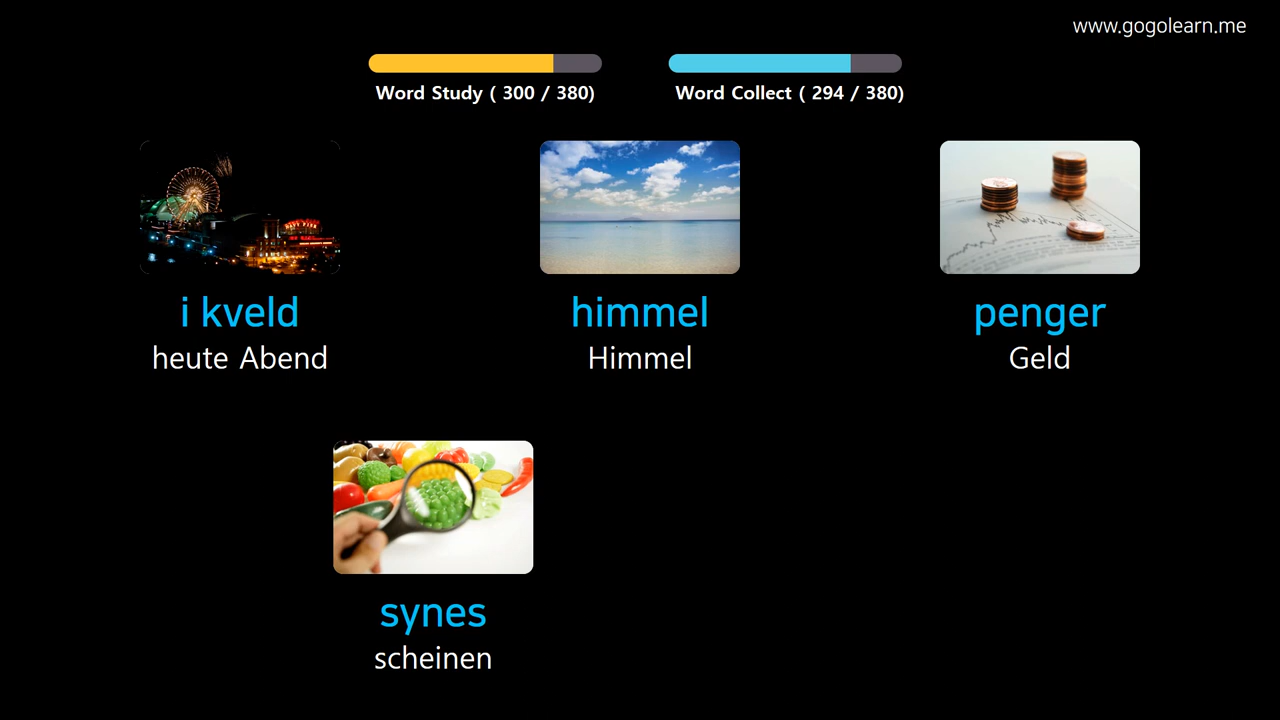 www.gogolearn.me
Word Study ( 300 / 380)
Word Collect ( 294 / 380)
i kveld
heute Abend
himmel
Himmel
penger
Geld
synes
scheinen